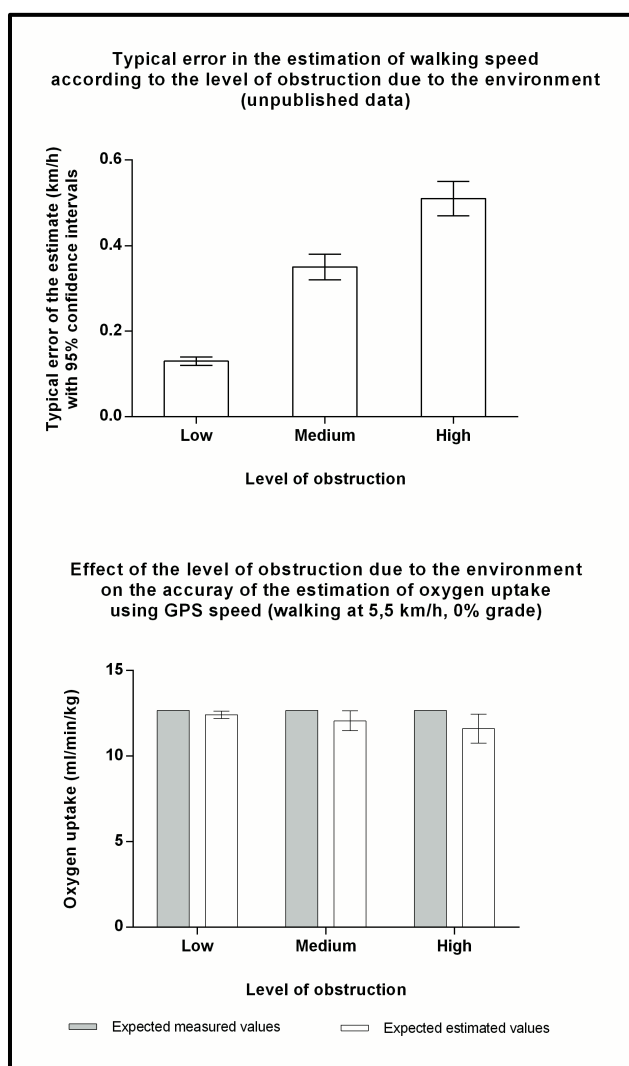 Typical error in the estimation of walking speed
according to the level of obstruction due to the environment
(unpublished data)
Typical error of the estimate (km/h)
with 95% confidence intervals
0.6
0.4
0.2
0.0
Low Medium High
Level of obstruction
Effect of the level of obstruction due to the environment
on the accuray of the estimation of oxygen uptake
using GPS speed (walking at 5,5 km/h, 0% grade)
Oxygen uptake (ml/min/kg)
15
10
5
0
Low Medium High
Level of obstruction
Expected measured values Expected estimated values